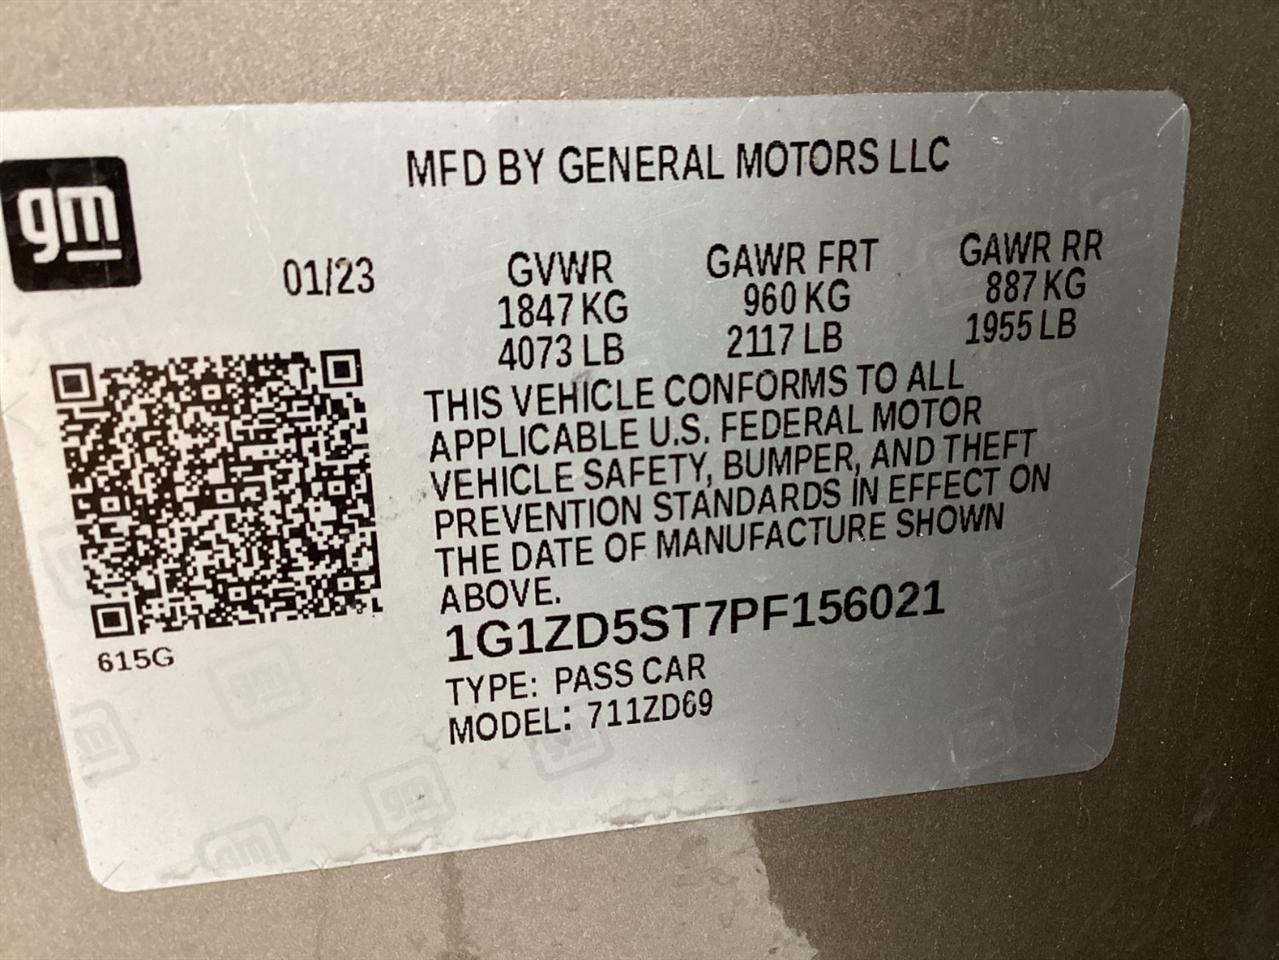 gm
MFD BY GENERAL MOTORS LLC
01/23
GVWR
1847 KG
4073 LB
GAWR FRT
960 KG
2117 LB
GAWR RR
887 KG
1955 LB
THIS VEHICLE CONFORMS TO ALL
APPLICABLE U.S. FEDERAL MOTOR
VEHICLE SAFETY, BUMPER, AND THEFT
PREVENTION STANDARDS IN EFFECT ON
THE DATE OF MANUFACTURE SHOWN
ABOVE.
1G1ZD5ST7PF156021
TYPE: PASS CAR
MODEL: 711ZD69
615G